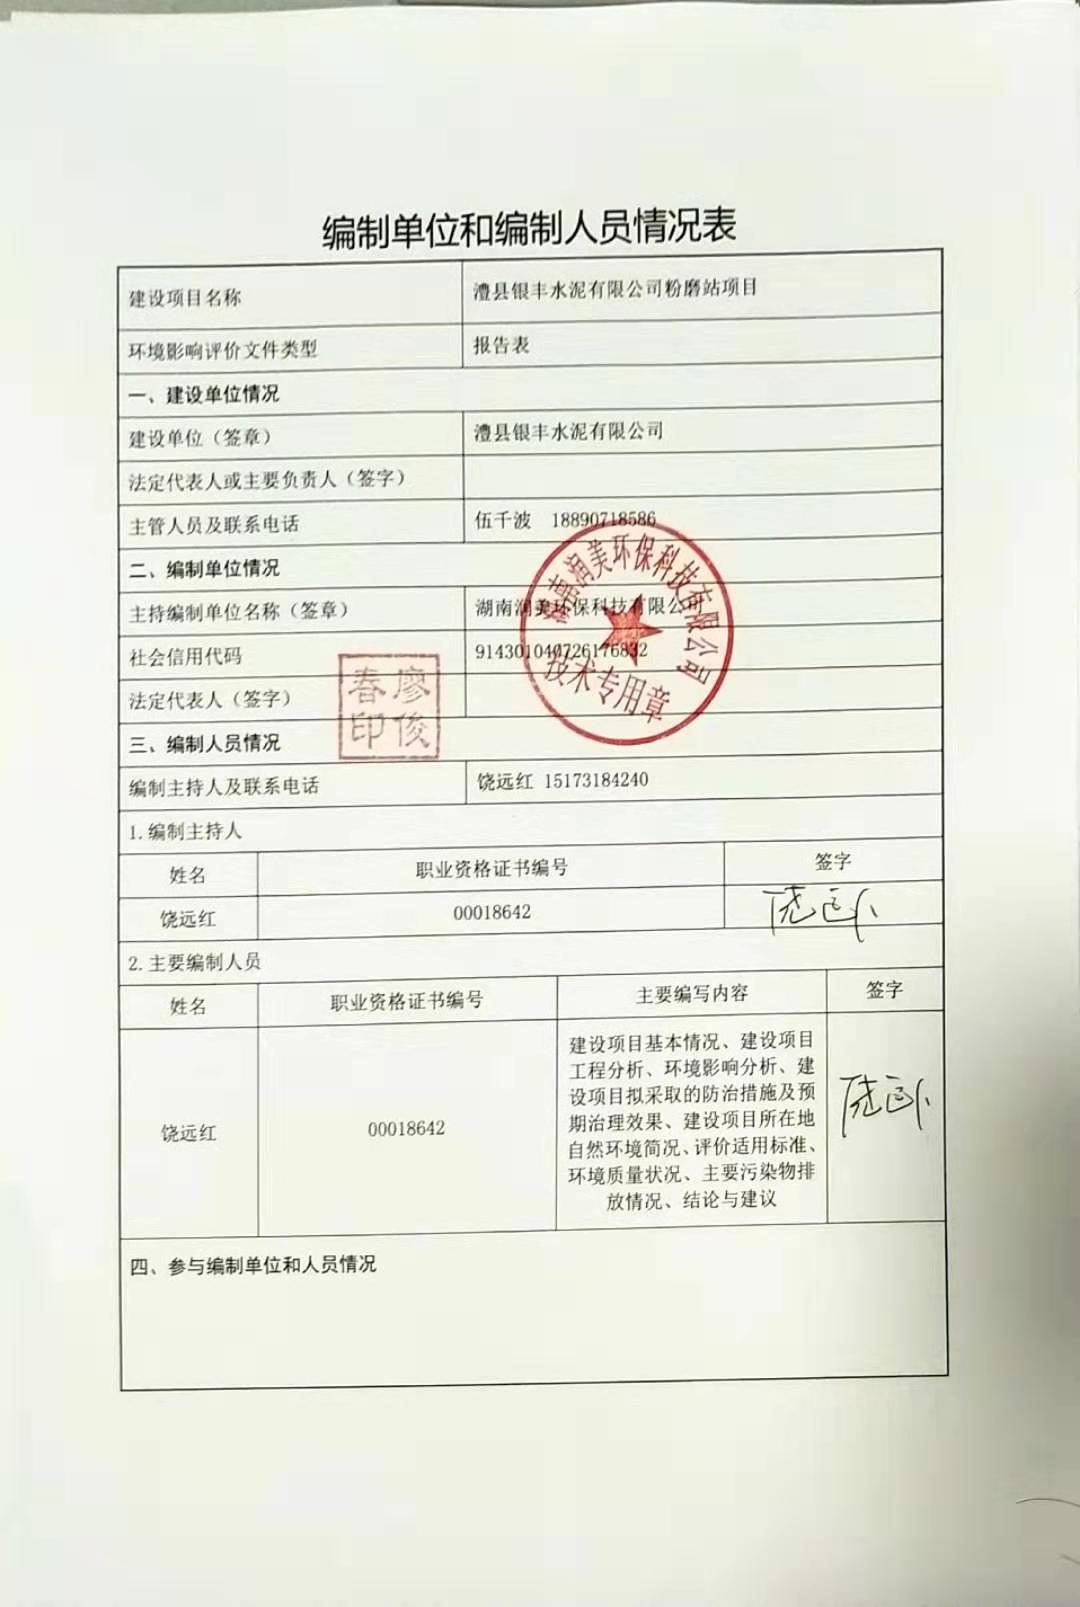 编制单位和编制人员情况表
建设项目名称 澧县银丰水泥有限公司粉磨站项目
环境影响评价文件类型 报告表
一、建设单位情况
建设单位（签章） 澧县银丰水泥有限公司
法定代表人或主要负责人（签字）
主管人员及联系电话 伍千波 18890718586
二、编制单位情况
主持编制单位名称（签章） 湖南润美环保科技有限公司
社会信用代码 914301040726176832
法定代表人（签字）
湖南润美环保科技有限公司
技术专用章
廖俊
春印
三、编制人员情况
编制主持人及联系电话 饶远红 15173184240
1.编制主持人
姓名 职业资格证书编号 签字
饶远红 00018642 饶远红
2.主要编制人员
姓名 职业资格证书编号 主要编写内容 签字
饶远红 00018642 建设项目基本情况、建设项目
工程分析、环境影响分析、建
设项目拟采取的防治措施及预
期治理效果、建设项目所在地
自然环境简况、评价适用标准、
环境质量状况、主要污染物排
放情况、结论与建议
饶远红
四、参与编制单位和人员情况